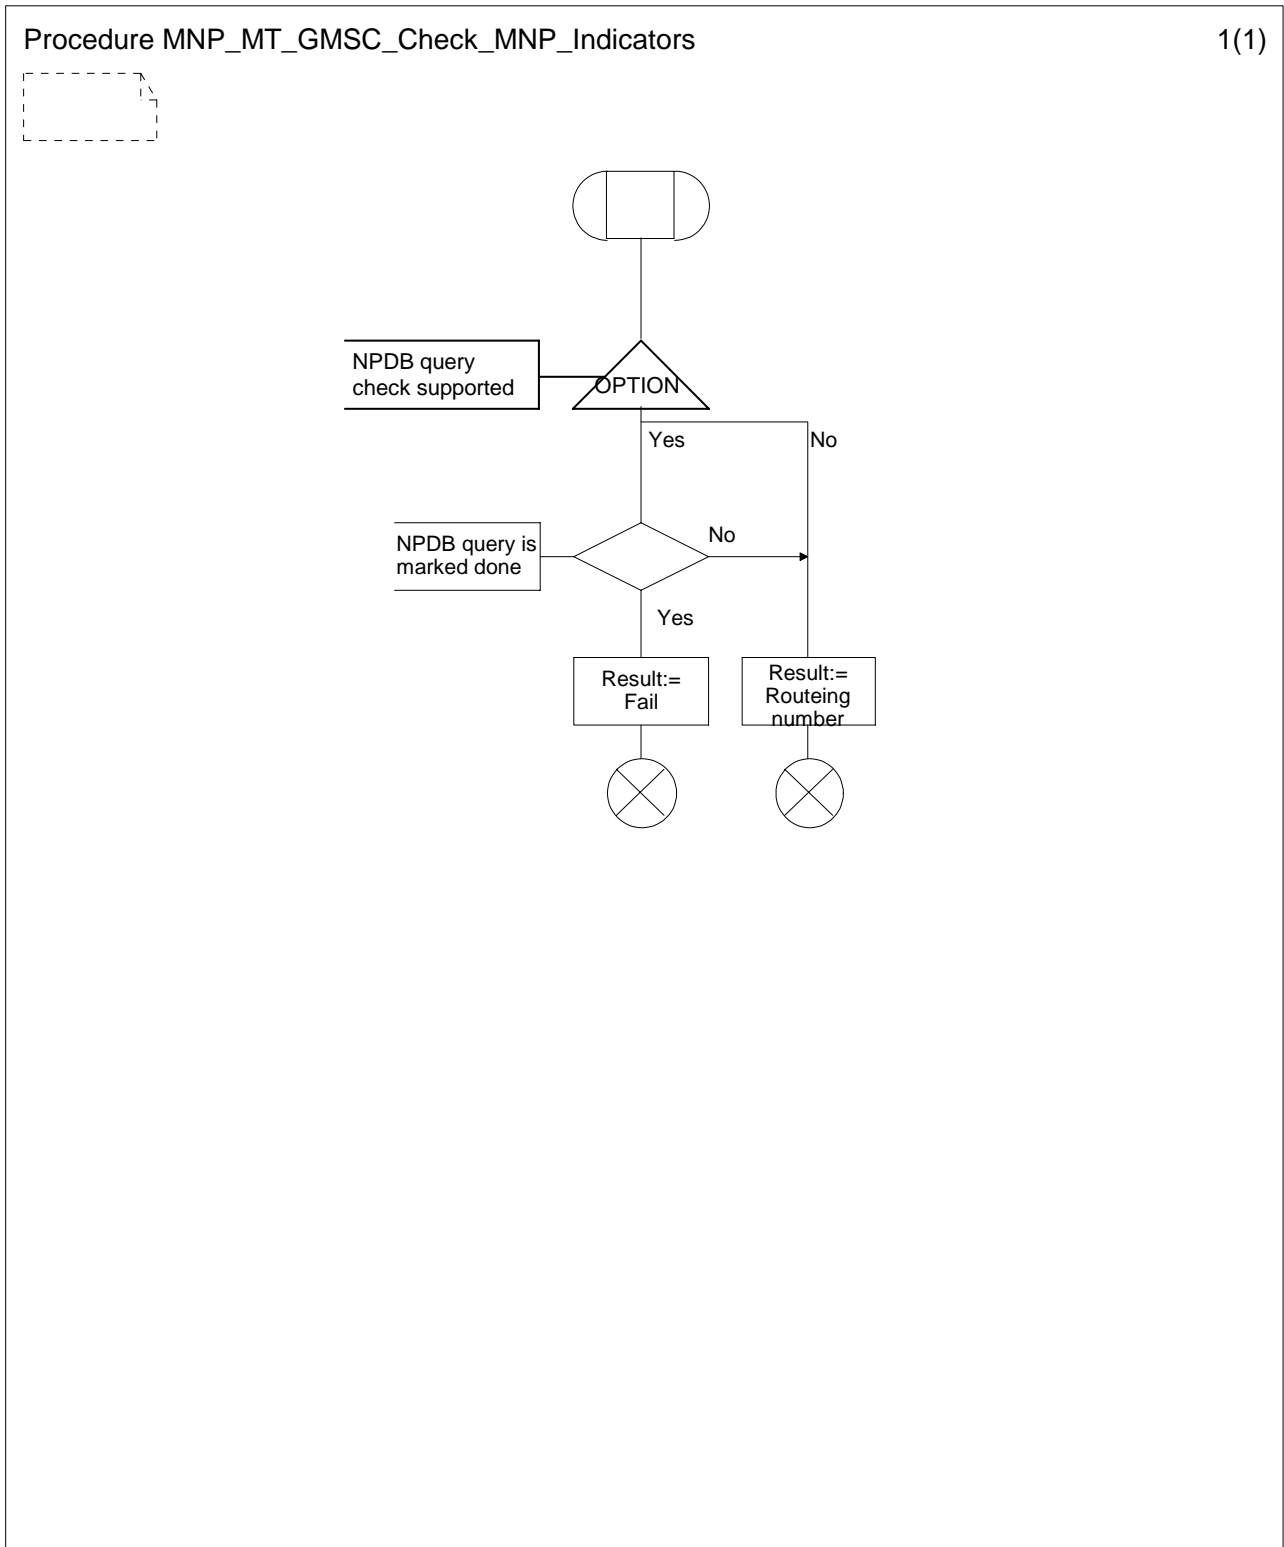 Procedure MNP_MT_GMSC_Check_MNP_Indicators
1(1)
NPDB query
check supported
OPTION
Yes
No
NPDB query is
marked done
No
Yes
Result:=
Fail
Result:=
Routeing
number